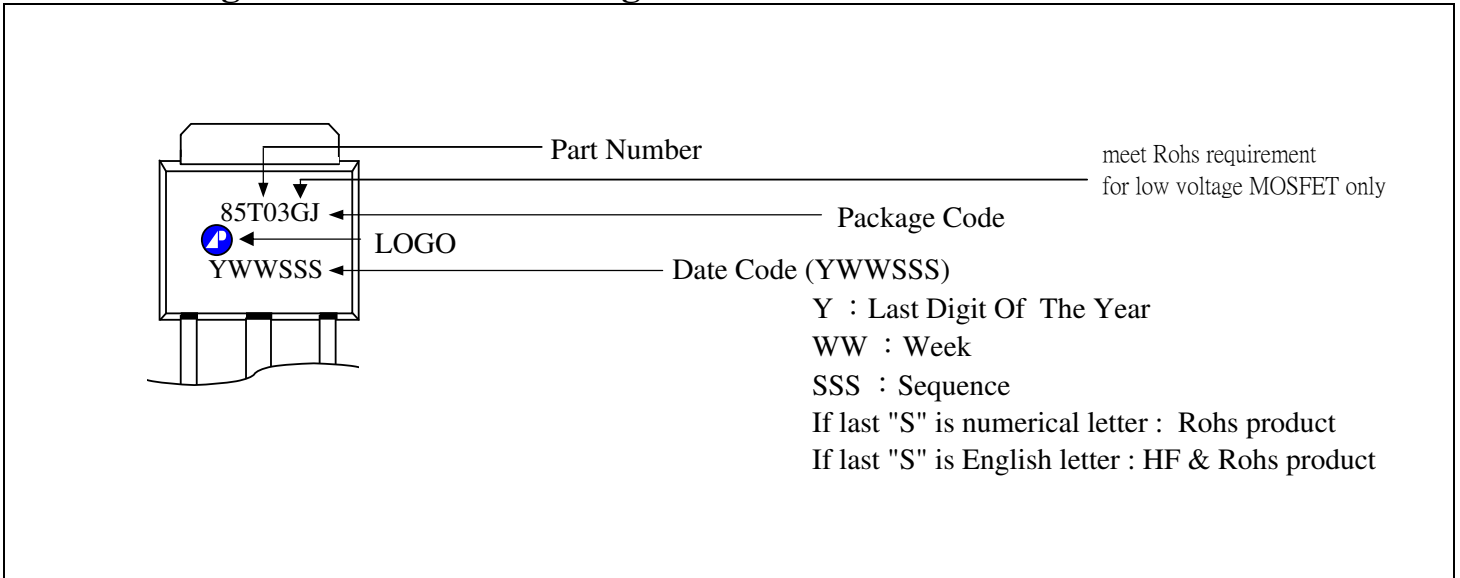 Part Number
meet Rohs requirement
for low voltage MOSFET only
85T03GJ
Package Code
LOGO
YWWSSS
Date Code (YWWSSS)
Y : Last Digit Of The Year
WW : Week
SSS : Sequence
If last "S" is numerical letter : Rohs product
If last "S" is English letter : HF & Rohs product